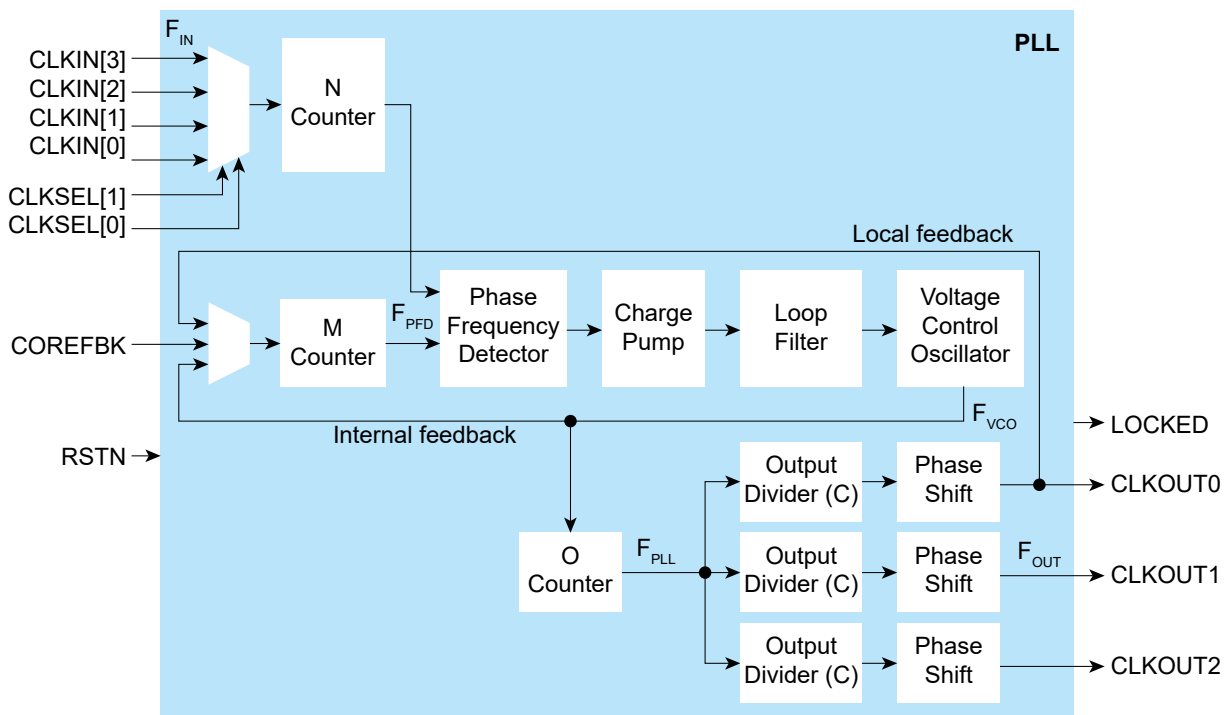 PLL
F_IN
CLKIN[3]
CLKIN[2]
CLKIN[1]
CLKIN[0]
CLKSEL[1]
CLKSEL[0]
N
Counter
Local feedback
COREFBK
M
Counter
F_PFD
Phase
Frequency
Detector
Charge
Pump
Loop
Filter
Voltage
Control
Oscillator
F_VCO
Internal feedback
RSTN
LOCKED
Output
Divider (C)
Phase
Shift
CLKOUT0
O
Counter
F_PLL
Output
Divider (C)
Phase
Shift
F_OUT
CLKOUT1
Output
Divider (C)
Phase
Shift
CLKOUT2